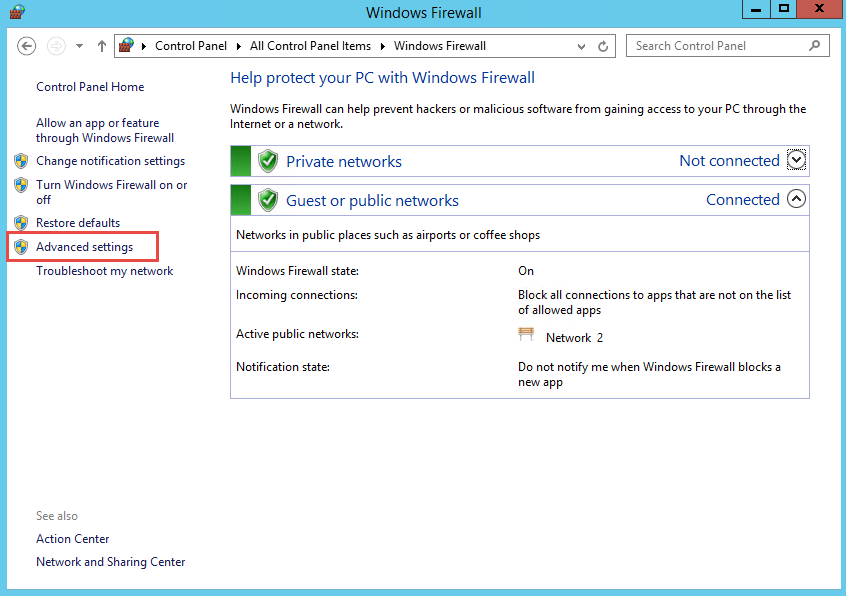 Windows Firewall
Control Panel All Control Panel Items Windows Firewall
Search Control Panel
Control Panel Home
Allow an app or feature
through Windows Firewall
Change notification settings
Turn Windows Firewall on or
off
Restore defaults
Advanced settings
Troubleshoot my network
Help protect your PC with Windows Firewall
Windows Firewall can help prevent hackers or malicious software from gaining access to your PC through the
Internet or a network.
Private networks Not connected
Guest or public networks Connected
Networks in public places such as airports or coffee shops
Windows Firewall state: On
Incoming connections: Block all connections to apps that are not on the list
of allowed apps
Active public networks: Network 2
Notification state: Do not notify me when Windows Firewall blocks a
new app
See also
Action Center
Network and Sharing Center